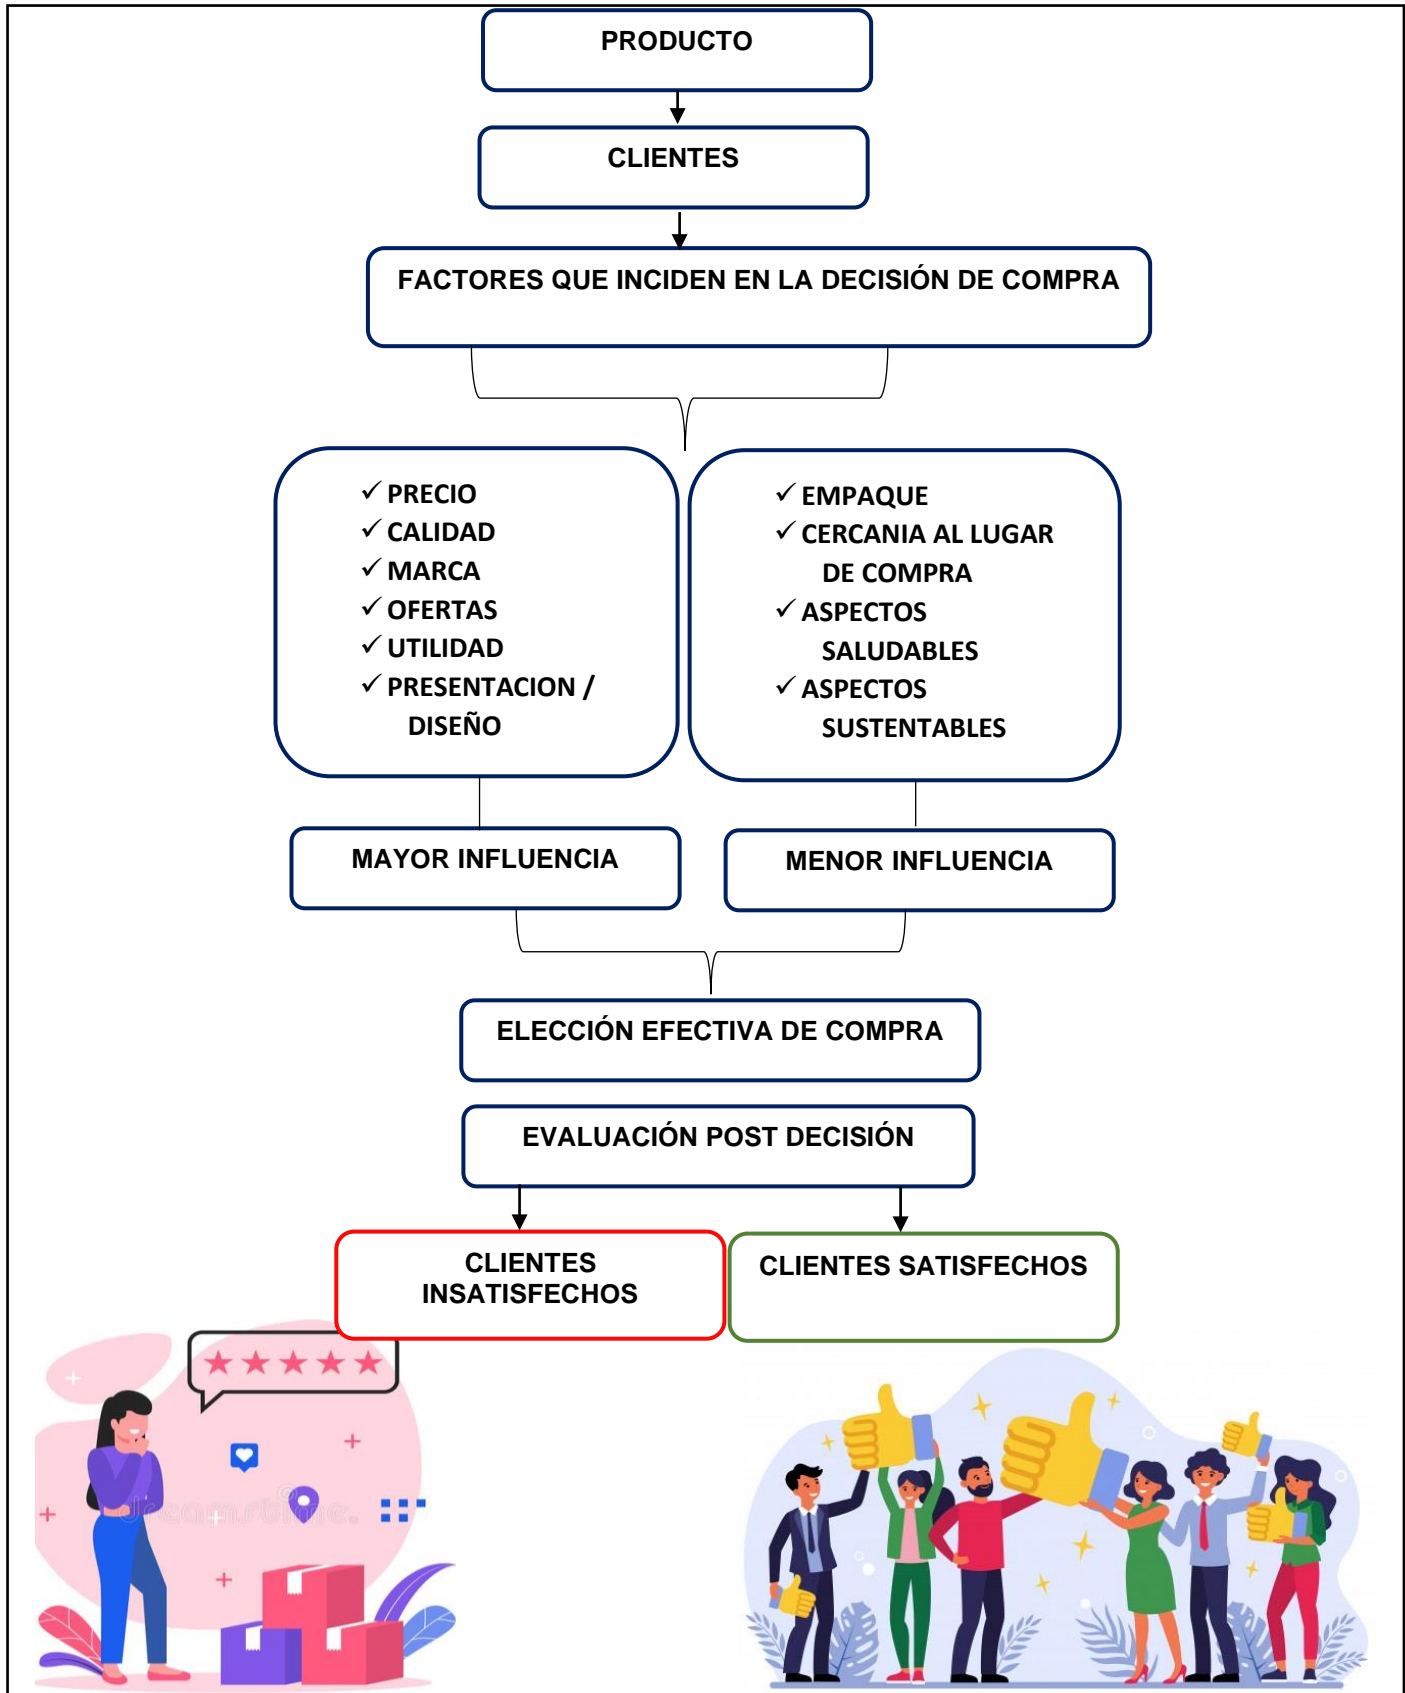 PRODUCTO
CLIENTES
FACTORES QUE INCIDEN EN LA DECISIÓN DE COMPRA
✓ PRECIO
✓ CALIDAD
✓ MARCA
✓ OFERTAS
✓ UTILIDAD
✓ PRESENTACION /
DISEÑO
✓ EMPAQUE
✓ CERCANIA AL LUGAR
DE COMPRA
✓ ASPECTOS
SALUDABLES
✓ ASPECTOS
SUSTENTABLES
MAYOR INFLUENCIA
MENOR INFLUENCIA
ELECCIÓN EFECTIVA DE COMPRA
EVALUACIÓN POST DECISIÓN
CLIENTES
INSATISFECHOS
CLIENTES SATISFECHOS
dreamstime.